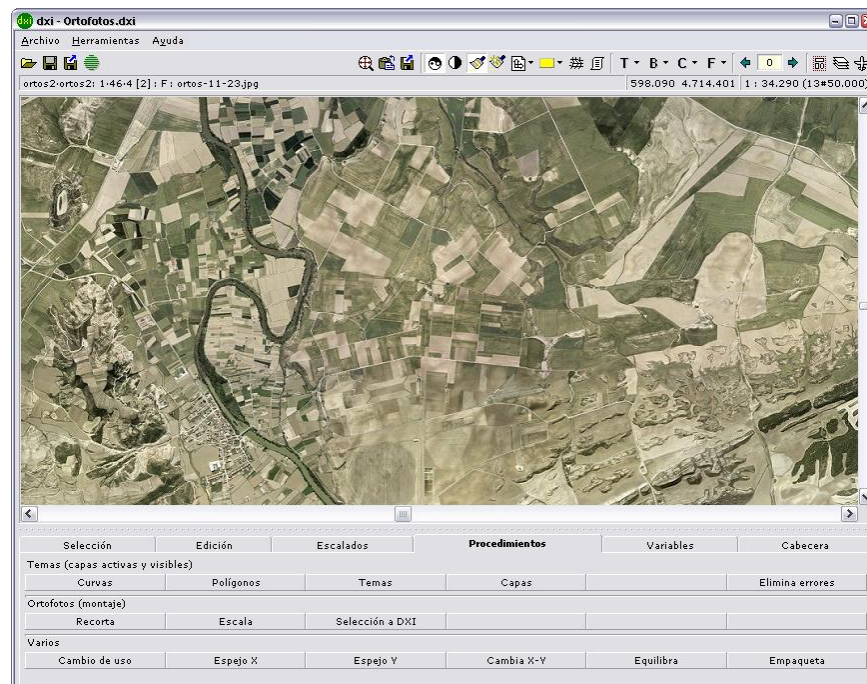 dxi dxi - Ortofotos.dxi
Archivo Herramientas Ayuda
T B C F 0
ortos2·ortos2: 1·46·4 [2] : F : ortos-11-23.jpg 598.090 4.714.401 1 : 34.290 (13#50.000)
Selección Edición Escalados Procedimientos Variables Cabecera
Temas (capas activas y visibles)
Curvas Polígonos Temas Capas Elimina errores
Ortofotos (montaje)
Recorta Escala Selección a DXI
Varios
Cambio de uso Espejo X Espejo Y Cambia X-Y Equilibra Empaqueta